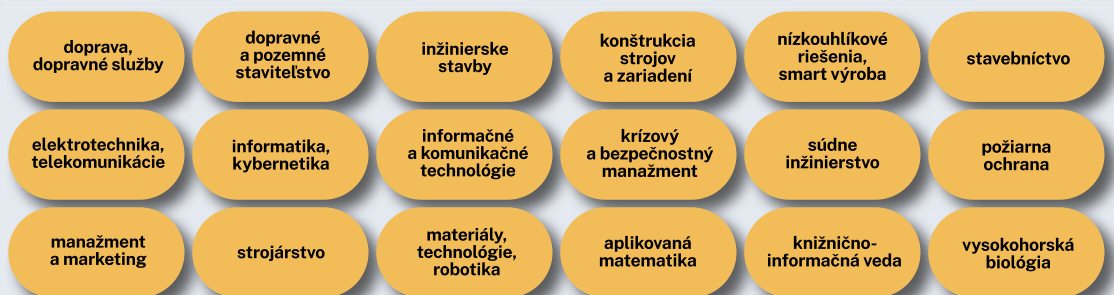 doprava,
dopravné služby
dopravné
a pozemné
staviteľstvo
inžinierske
stavby
konštrukcia
strojov
a zariadení
nízkouhlíkové
riešenia,
smart výroba
stavebníctvo
elektrotechnika,
telekomunikácie
informatika,
kybernetika
informačné
a komunikačné
technológie
krízový
a bezpečnostný
manažment
súdne
inžinierstvo
požiarna
ochrana
manažment
a marketing
strojárstvo
materiály,
technológie,
robotika
aplikovaná
matematika
knižnično-
informačná veda
vysokohorská
biológia